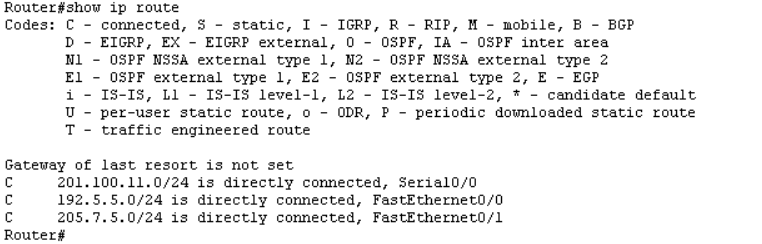 Router#show ip route
Codes: C - connected, S - static, I - IGRP, R - RIP, M - mobile, B - BGP
D - EIGRP, EX - EIGRP external, O - OSPF, IA - OSPF inter area
N1 - OSPF NSSA external type 1, N2 - OSPF NSSA external type 2
E1 - OSPF external type 1, E2 - OSPF external type 2, E - EGP
i - IS-IS, L1 - IS-IS level-1, L2 - IS-IS level-2, * - candidate default
U - per-user static route, o - ODR, P - periodic downloaded static route
T - traffic engineered route
Gateway of last resort is not set
C 201.100.11.0/24 is directly connected, Serial0/0
C 192.5.5.0/24 is directly connected, FastEthernet0/0
C 205.7.5.0/24 is directly connected, FastEthernet0/1
Router#